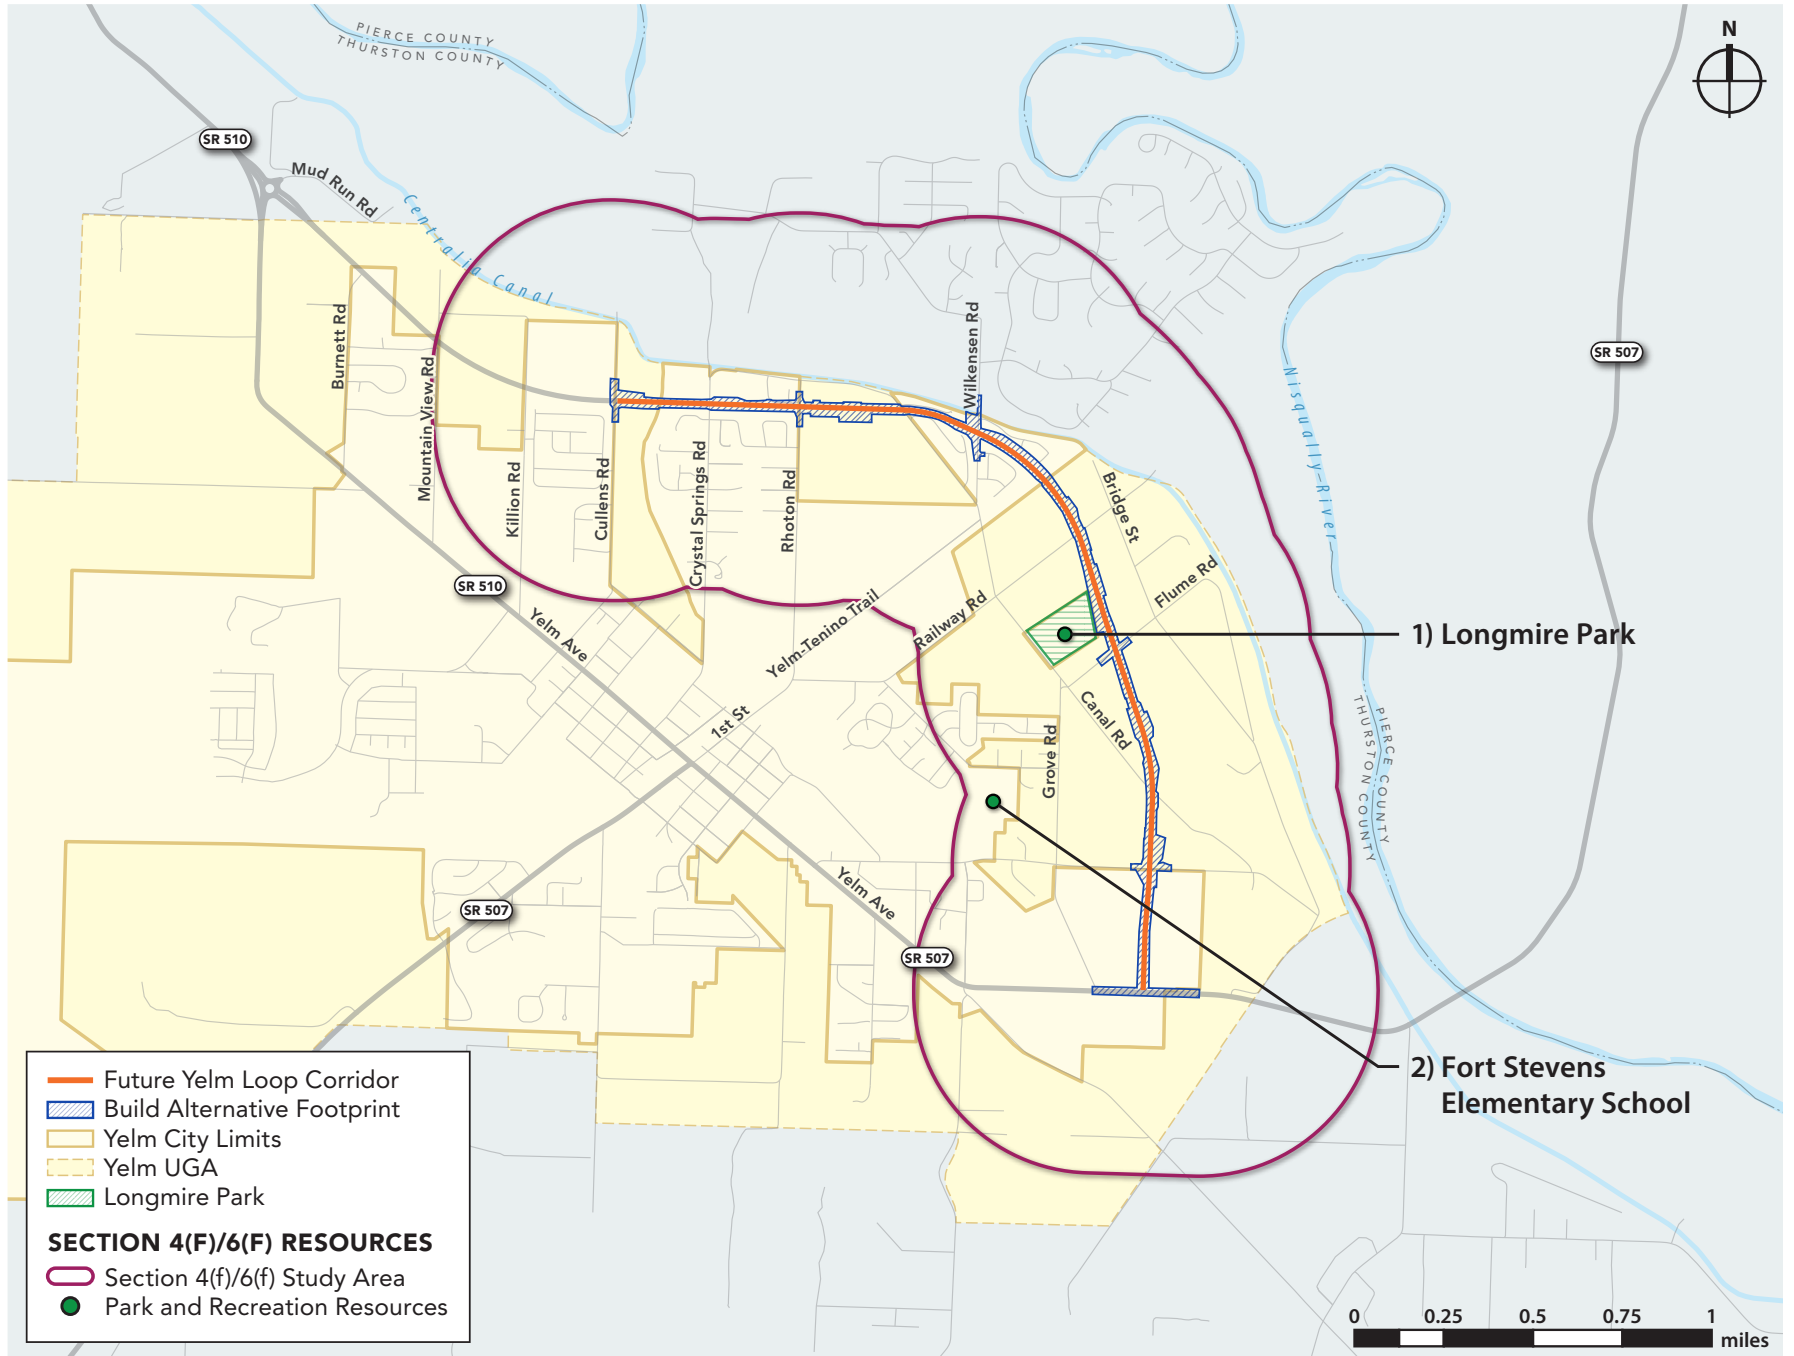 PIERCE COUNTY
THURSTON COUNTY
N
SR 510
Mud Run Rd
Centralia Canal
SR 507
Burnett Rd
Mountain View Rd
Killion Rd
Cullens Rd
Crystal Springs Rd
Rhoton Rd
Wilkensen Rd
Bridge St
Flume Rd
Nisqually River
SR 510
Yelm Ave
Yelm-Tenino Trail
Railway Rd
1) Longmire Park
1st St
Canal Rd
Grove Rd
PIERCE COUNTY
THURSTON COUNTY
Yelm Ave
SR 507
SR 507
2) Fort Stevens
Elementary School
Future Yelm Loop Corridor
Build Alternative Footprint
Yelm City Limits
Yelm UGA
Longmire Park
SECTION 4(F)/6(F) RESOURCES
Section 4(f)/6(f) Study Area
Park and Recreation Resources
0 0.25 0.5 0.75 1
miles